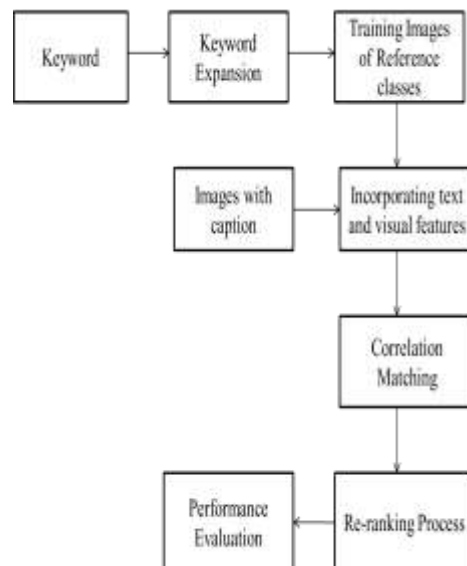 Keyword
Keyword
Expansion
Training Images
of Reference
classes
Images with
caption
Incorporating text
and visual features
Correlation
Matching
Performance
Evaluation
Re-ranking Process